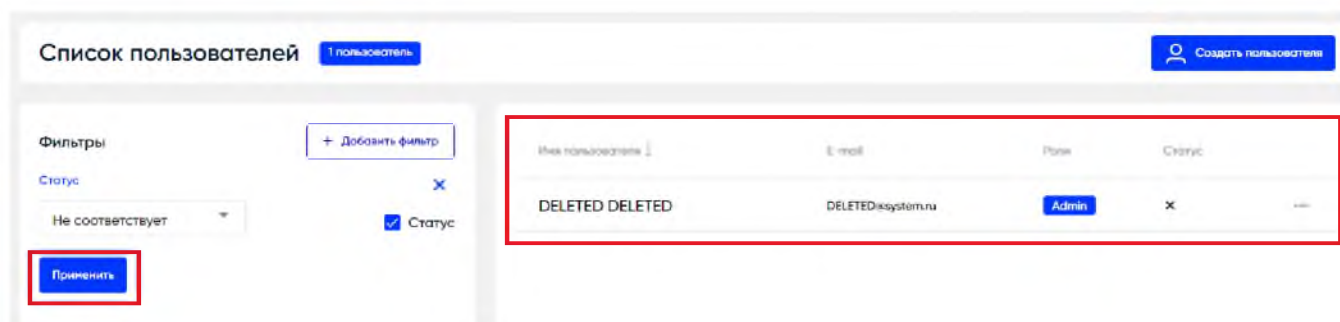 Список пользователей 1 пользователь
Создать пользователя
Фильтры
+ Добавить фильтр
Статус
Не соответствует
Статус
Применить
Имя пользователя ↓ E-mail Роли Статус
DELETED DELETED DELETED@system.ru Admin ×